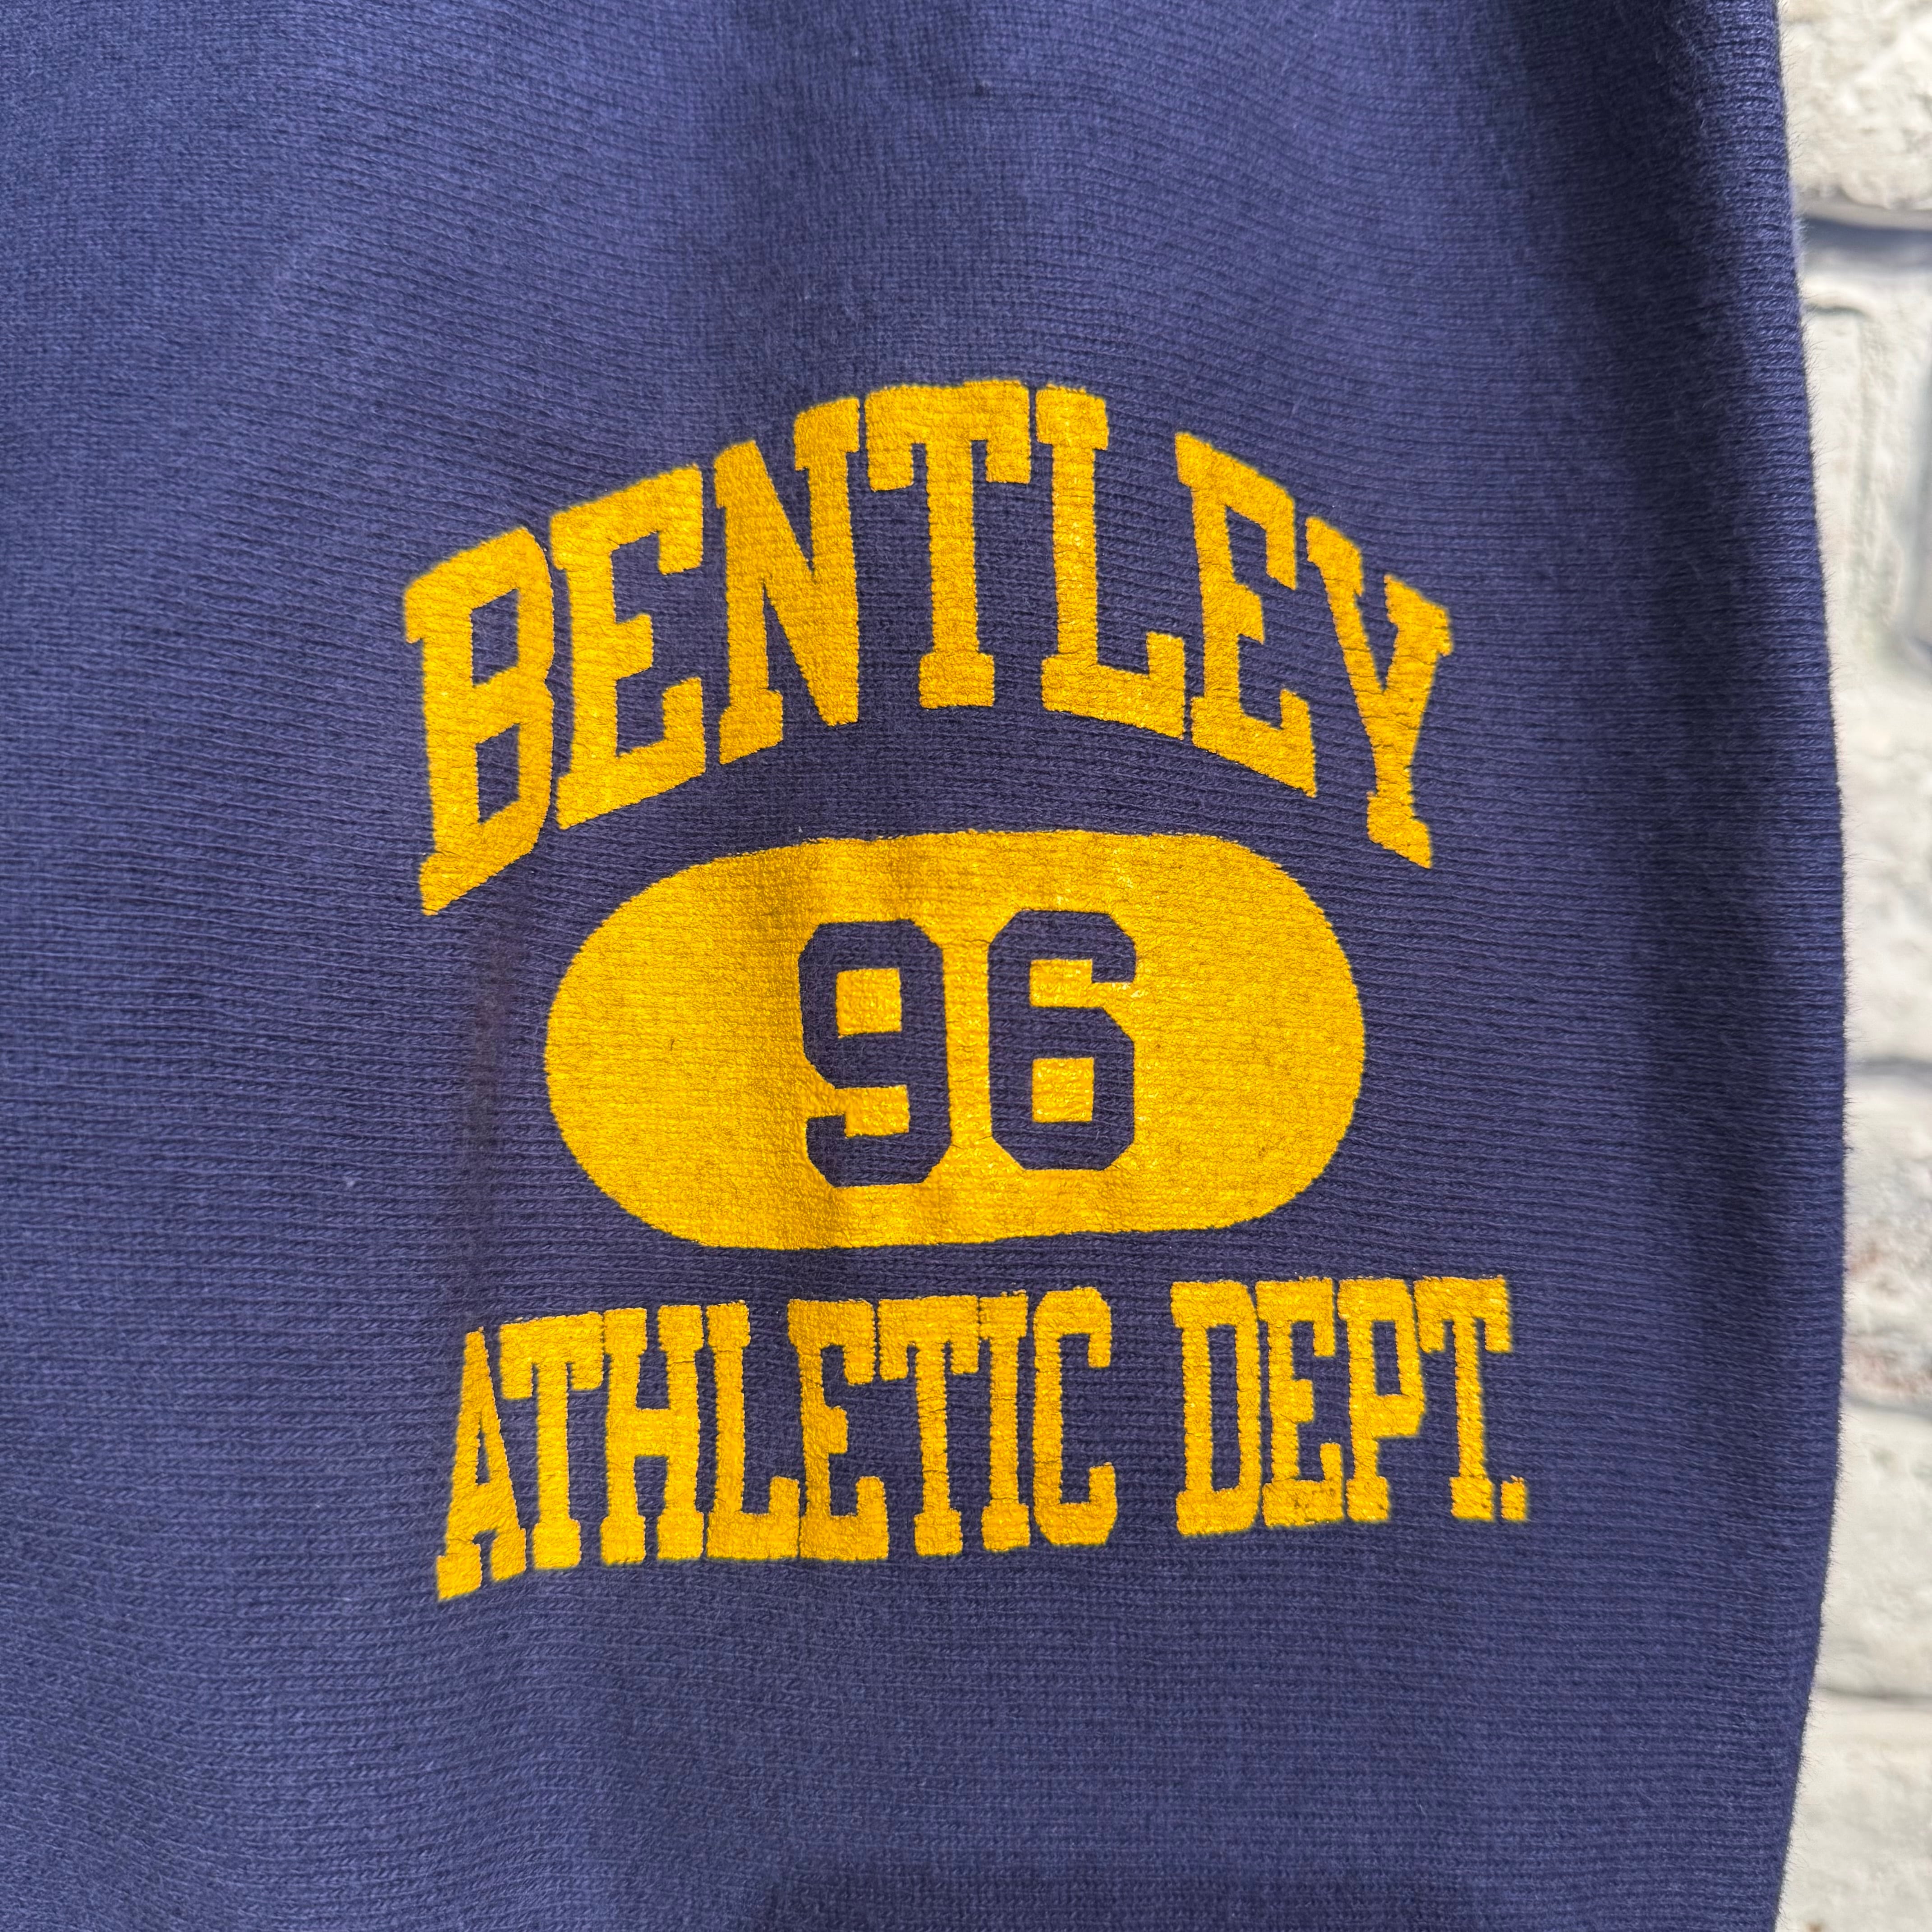 BENTLEY
96
ATHLETIC DEPT.